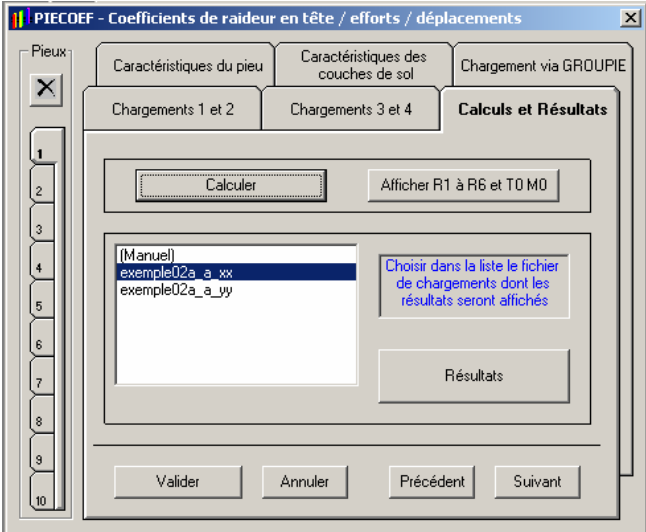 PIECOEF - Coefficients de raideur en tête / efforts / déplacements
Pieux
Caractéristiques du pieu
Caractéristiques des
couches de sol
Chargement via GROUPIE
Chargements 1 et 2
Chargements 3 et 4
Calculs et Résultats
1
2
3
4
5
6
7
8
9
10
Calculer
Afficher R1 à R6 et T0 M0
(Manuel)
exemple02a_a_xx
exemple02a_a_yy
Choisir dans la liste le fichier
de chargements dont les
résultats seront affichés
Résultats
Valider
Annuler
Précédent
Suivant